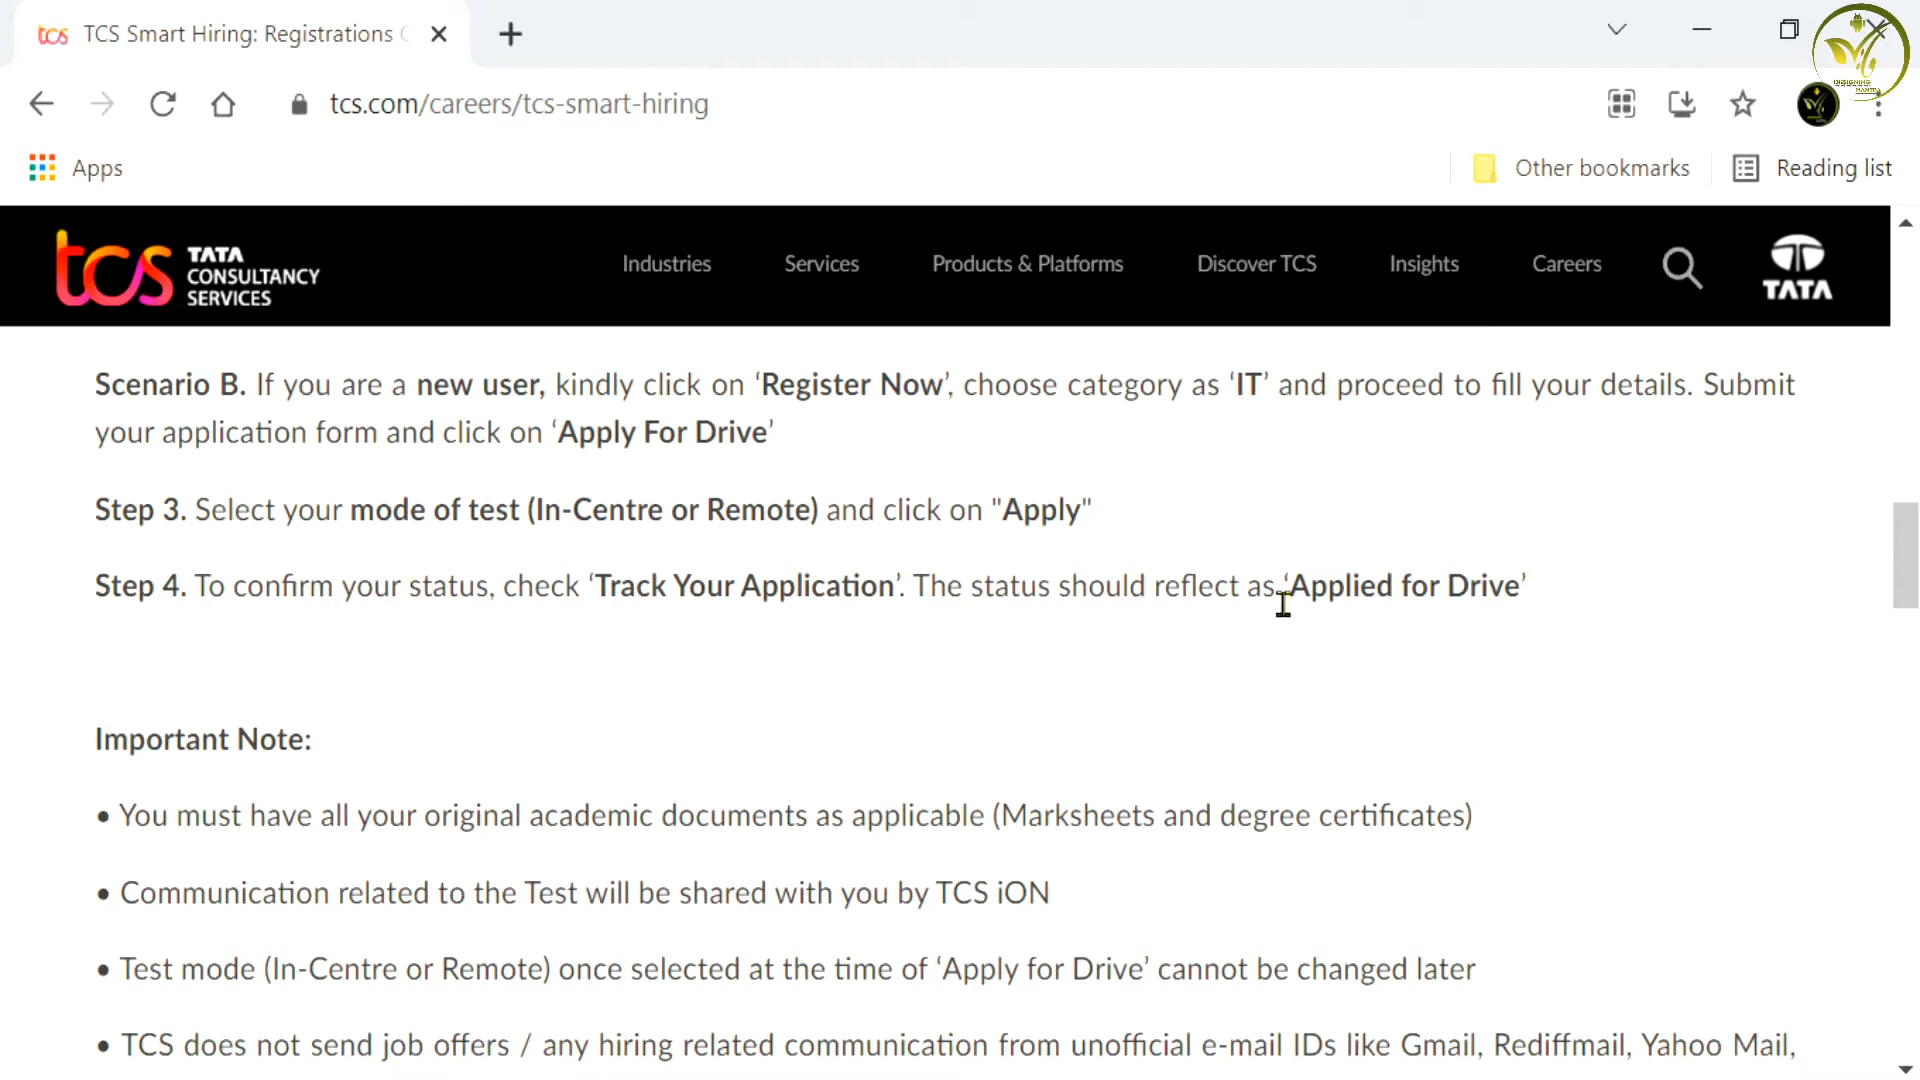 tcs TCS Smart Hiring: Registrations
tcs.com/careers/tcs-smart-hiring
DESIGNING
MANTRA
Apps
Other bookmarks
Reading list
tcs TATA
CONSULTANCY
SERVICES
Industries
Services
Products & Platforms
Discover TCS
Insights
Careers
TATA
Scenario B. If you are a new user, kindly click on ‘Register Now’, choose category as ‘IT’ and proceed to fill your details. Submit
your application form and click on ‘Apply For Drive’
Step 3. Select your mode of test (In-Centre or Remote) and click on "Apply"
Step 4. To confirm your status, check ‘Track Your Application’. The status should reflect as ‘Applied for Drive’
Important Note:
• You must have all your original academic documents as applicable (Marksheets and degree certificates)
• Communication related to the Test will be shared with you by TCS iON
• Test mode (In-Centre or Remote) once selected at the time of ‘Apply for Drive’ cannot be changed later
• TCS does not send job offers / any hiring related communication from unofficial e-mail IDs like Gmail, Rediffmail, Yahoo Mail,